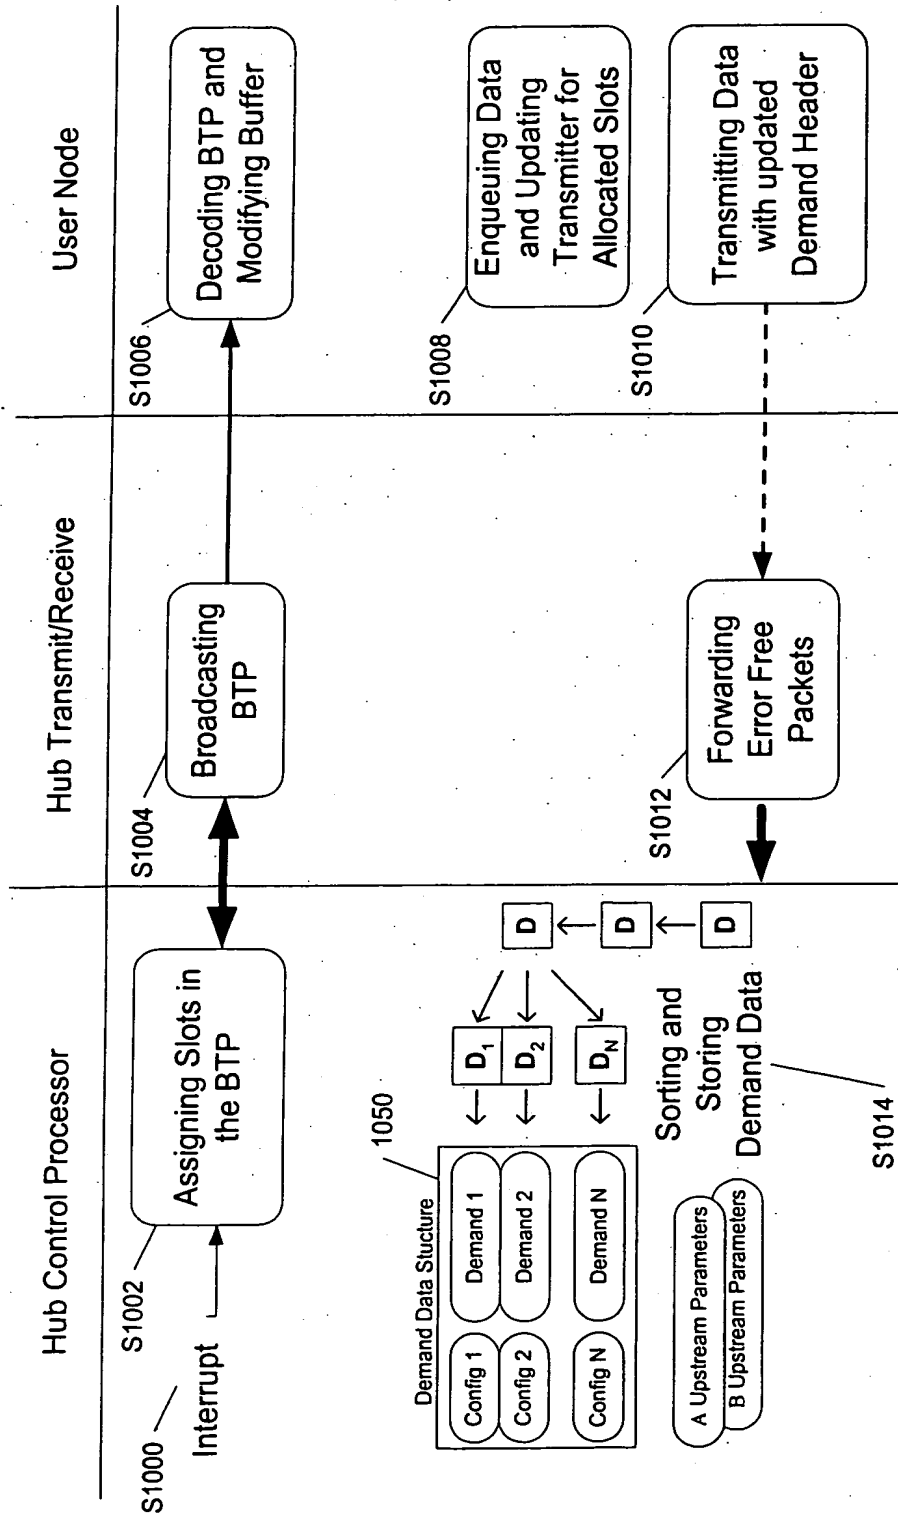 Hub Control Processor
Hub Transmit/Receive
User Node
S1000
Interrupt
S1002
Assigning Slots in
the BTP
S1004
Broadcasting
BTP
S1006
Decoding BTP and
Modifying Buffer
S1008
Enqueuing Data
and Updating
Transmitter for
Allocated Slots
S1010
Transmitting Data
with updated
Demand Header
S1012
Forwarding
Error Free
Packets
1050
Demand Data Stucture
Config 1
Demand 1
D1
Config 2
Demand 2
D2
Config N
Demand N
DN
D
D
D
Sorting and
Storing
Demand Data
S1014
A Upstream Parameters
B Upstream Parameters